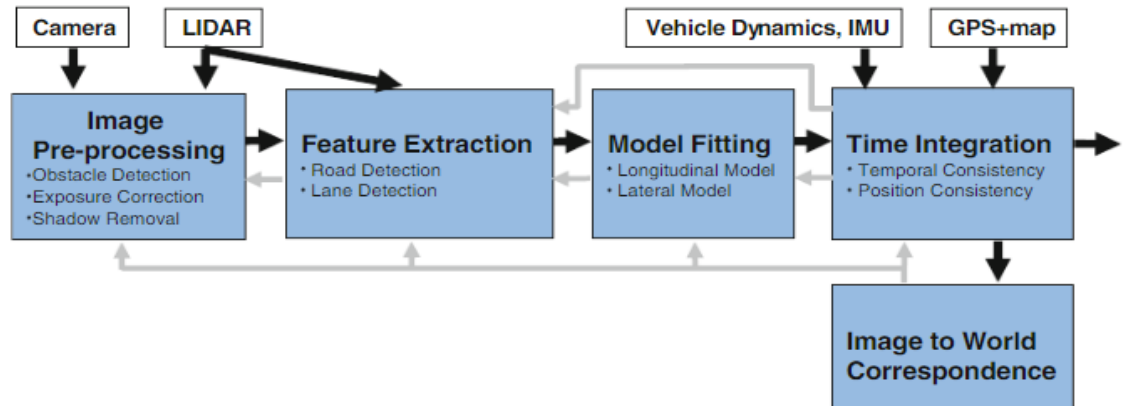 Camera
LIDAR
Vehicle Dynamics, IMU
GPS+map
Image
Pre-processing
•Obstacle Detection
•Exposure Correction
•Shadow Removal
Feature Extraction
• Road Detection
• Lane Detection
Model Fitting
• Longitudinal Model
• Lateral Model
Time Integration
• Temporal Consistency
• Position Consistency
Image to World
Correspondence